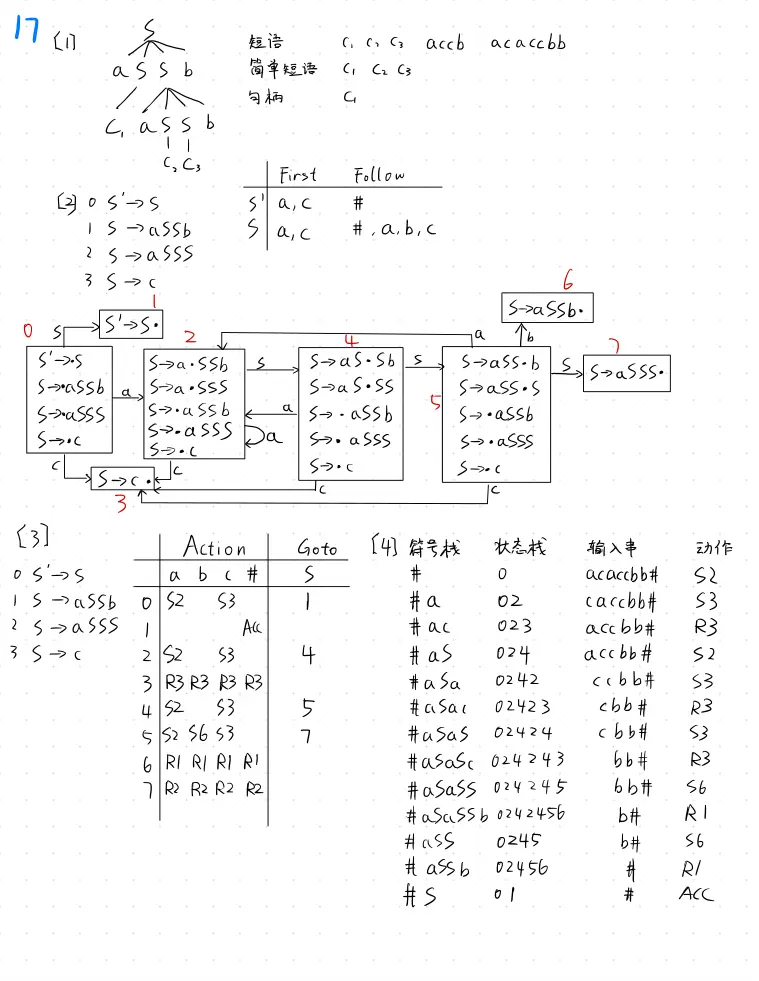 17
[1]
S
a S S b
C₁ a S S b
C₂ C₃
短语 C₁ C₂ C₃ accb acaccbb
简单短语 C₁ C₂ C₃
句柄 C₁
[2] 0 S'→S
1 S→aSSb
2 S→aSSS
3 S→c
First Follow
S' a,c #
S a,c #,a,b,c
0
S'→·S
S→·aSSb
S→·aSSS
S→·c
S
1
S'→S·
a
2
S→a·SSb
S→a·SSS
S→·aSSb
S→·aSSS
S→·c
a
c
c
S→c·
3
S
a
4
S→aS·Sb
S→aS·SS
S→·aSSb
S→·aSSS
S→·c
c
S
a
5
S→aSS·b
S→aSS·S
S→·aSSb
S→·aSSS
S→·c
c
b
6
S→aSSb·
S
7
S→aSSS·
[3]
0 S'→S
1 S→aSSb
2 S→aSSS
3 S→c
Action Goto
a b c # S
0 S2 S3 1
1 Acc
2 S2 S3 4
3 R3 R3 R3 R3
4 S2 S3 5
5 S2 S6 S3 7
6 R1 R1 R1 R1
7 R2 R2 R2 R2
[4] 符号栈 状态栈 输入串 动作
# 0 acaccbb# S2
#a 02 caccbb# S3
#ac 023 accbb# R3
#aS 024 accbb# S2
#aSa 0242 ccbb# S3
#aSac 02423 cbb# R3
#aSaS 02424 cbb# S3
#aSaSc 024243 bb# R3
#aSaSS 024245 bb# S6
#aSaSSb 0242456 b# R1
#aSS 0245 b# S6
#aSSb 02456 # R1
#S 01 # ACC